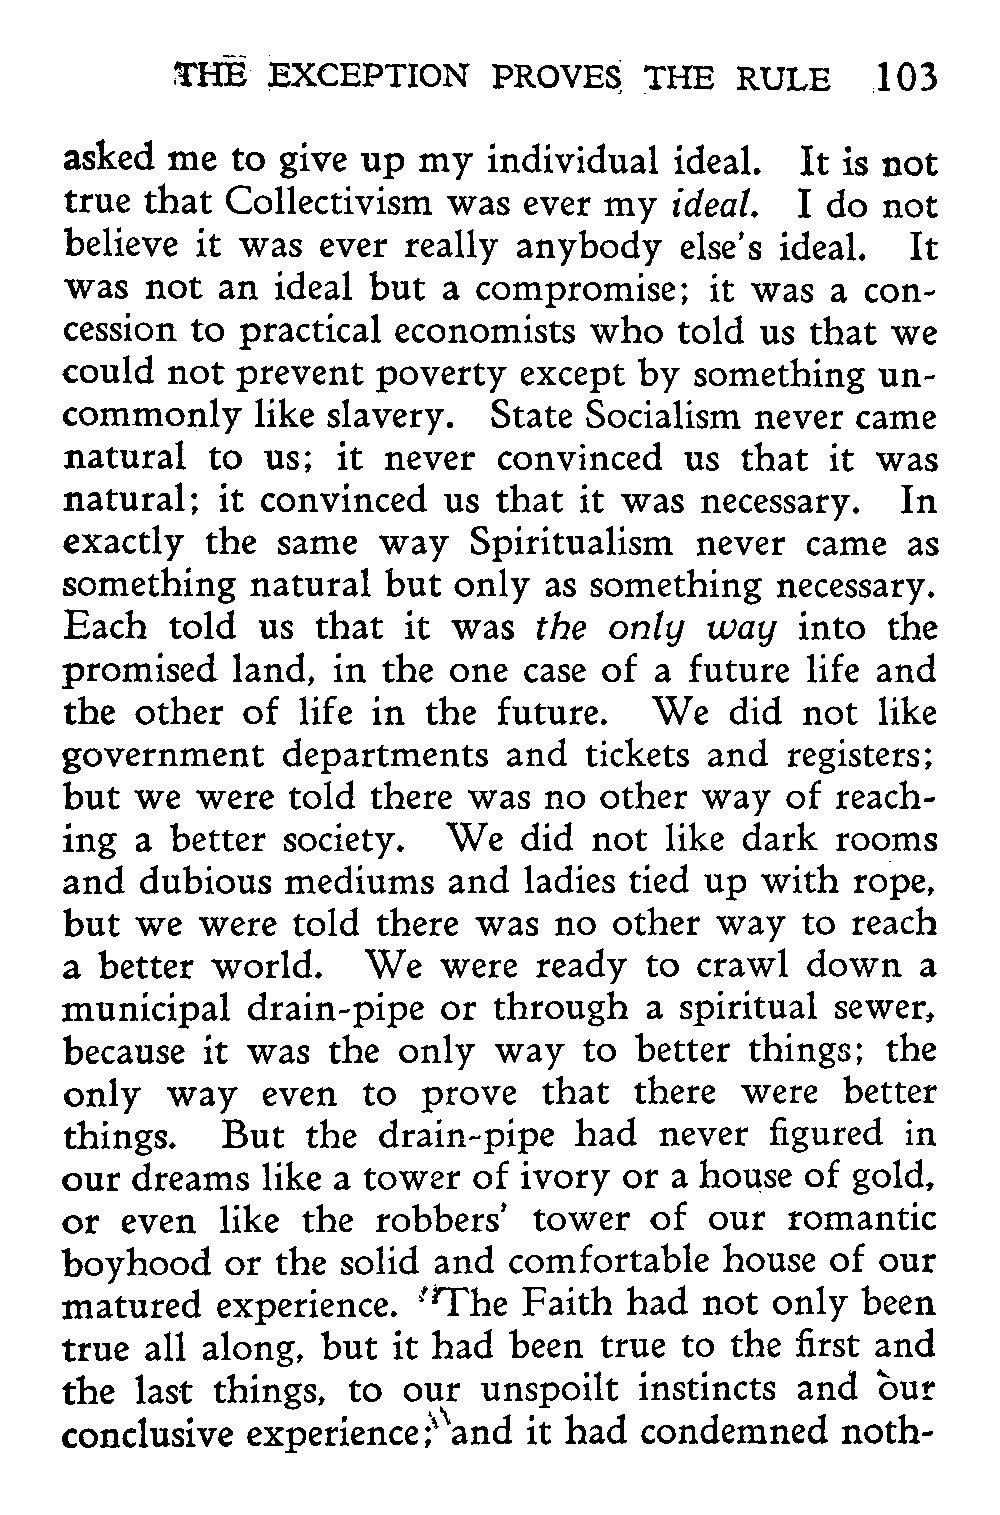 THE EXCEPTION PROVES THE RULE 103
asked me to give up my individual ideal. It is not
true that Collectivism was ever my ideal. I do not
believe it was ever really anybody else's ideal. It
was not an ideal but a compromise; it was a con-
cession to practical economists who told us that we
could not prevent poverty except by something un-
commonly like slavery. State Socialism never came
natural to us; it never convinced us that it was
natural; it convinced us that it was necessary. In
exactly the same way Spiritualism never came as
something natural but only as something necessary.
Each told us that it was the only way into the
promised land, in the one case of a future life and
the other of life in the future. We did not like
government departments and tickets and registers;
but we were told there was no other way of reach-
ing a better society. We did not like dark rooms
and dubious mediums and ladies tied up with rope,
but we were told there was no other way to reach
a better world. We were ready to crawl down a
municipal drain-pipe or through a spiritual sewer,
because it was the only way to better things; the
only way even to prove that there were better
things. But the drain-pipe had never figured in
our dreams like a tower of ivory or a house of gold,
or even like the robbers' tower of our romantic
boyhood or the solid and comfortable house of our
matured experience. "The Faith had not only been
true all along, but it had been true to the first and
the last things, to our unspoilt instincts and our
conclusive experience;" and it had condemned noth-